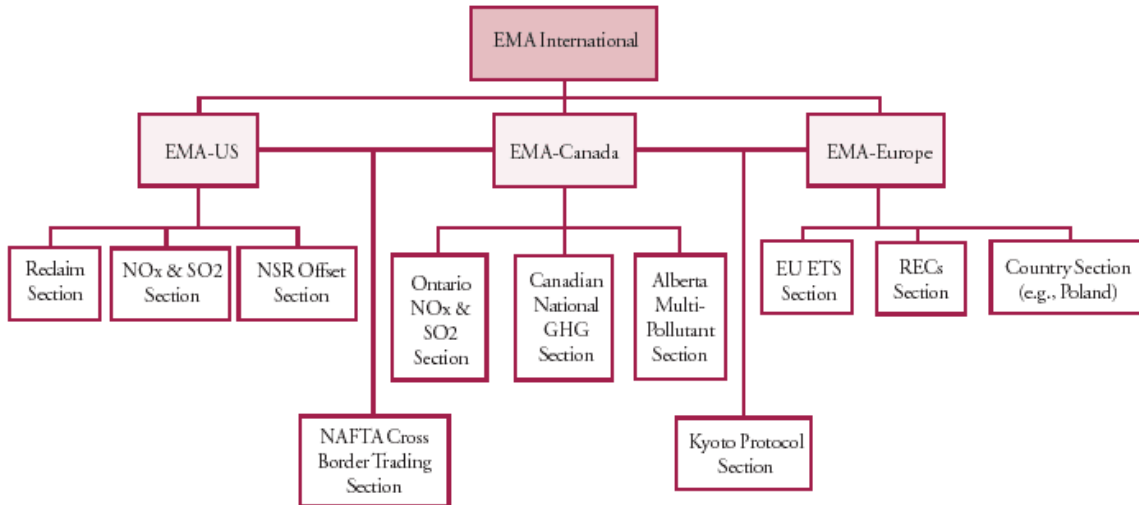 EMA International
EMA-US
EMA-Canada
EMA-Europe
Reclaim
Section
NOx & SO2
Section
NSR Offset
Section
Ontario
NOx &
SO2
Section
Canadian
National
GHG
Section
Alberta
Multi-
Pollutant
Section
EU ETS
Section
RECs
Section
Country Section
(e.g., Poland)
NAFTA Cross
Border Trading
Section
Kyoto Protocol
Section